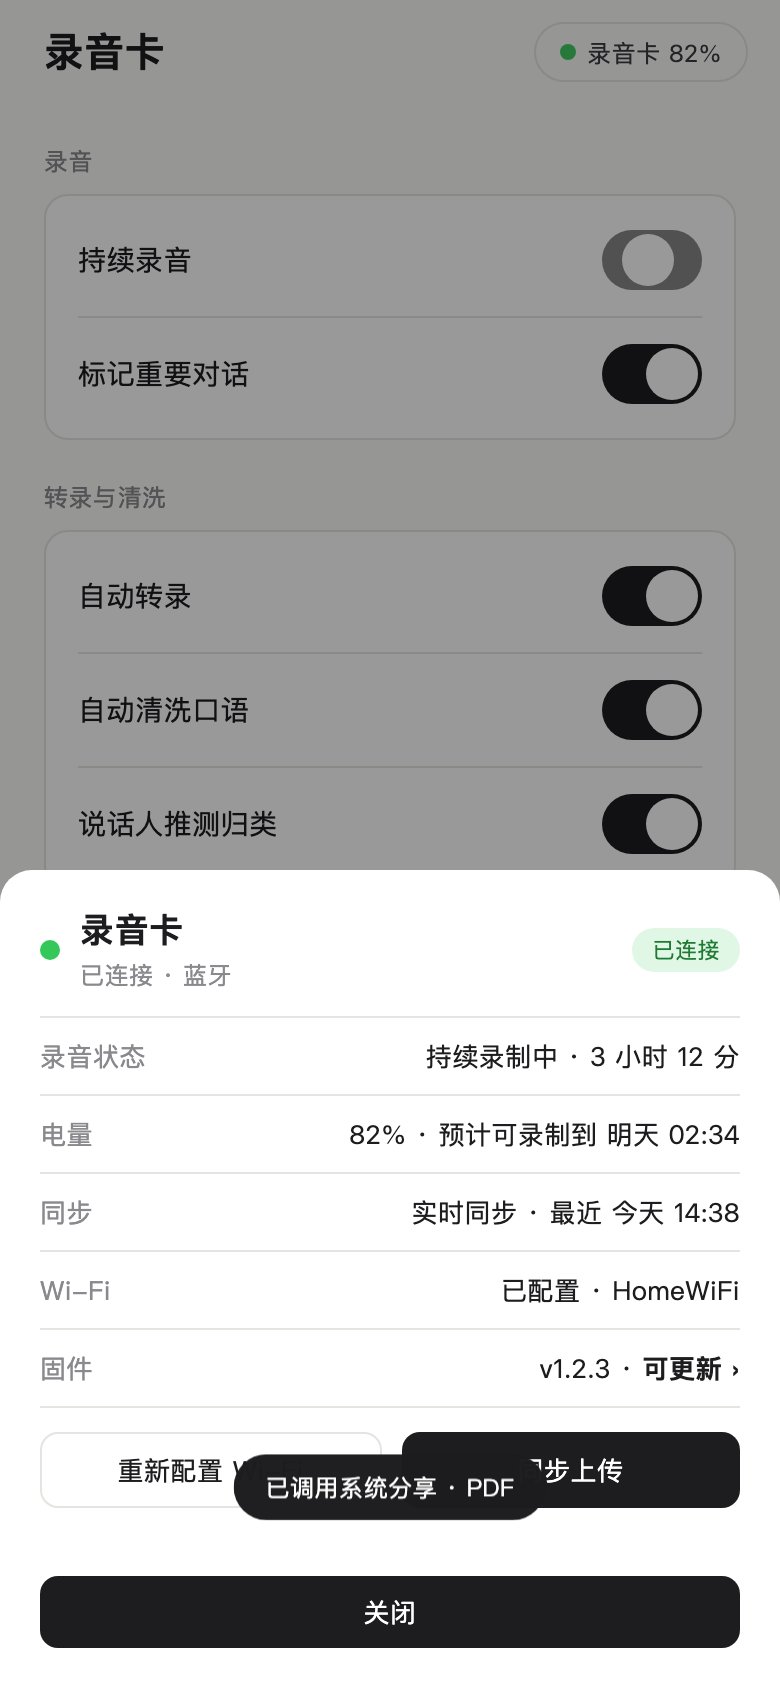 录音卡
录音卡 82%
录音
持续录音
标记重要对话
转录与清洗
自动转录
自动清洗口语
说话人推测归类
录音卡
已连接 · 蓝牙
已连接
录音状态
持续录制中 · 3 小时 12 分
电量
82% · 预计可录制到 明天 02:34
同步
实时同步 · 最近 今天 14:38
Wi-Fi
已配置 · HomeWiFi
固件
v1.2.3 · 可更新 ›
重新配置 Wi-Fi
同步上传
已调用系统分享 · PDF
关闭